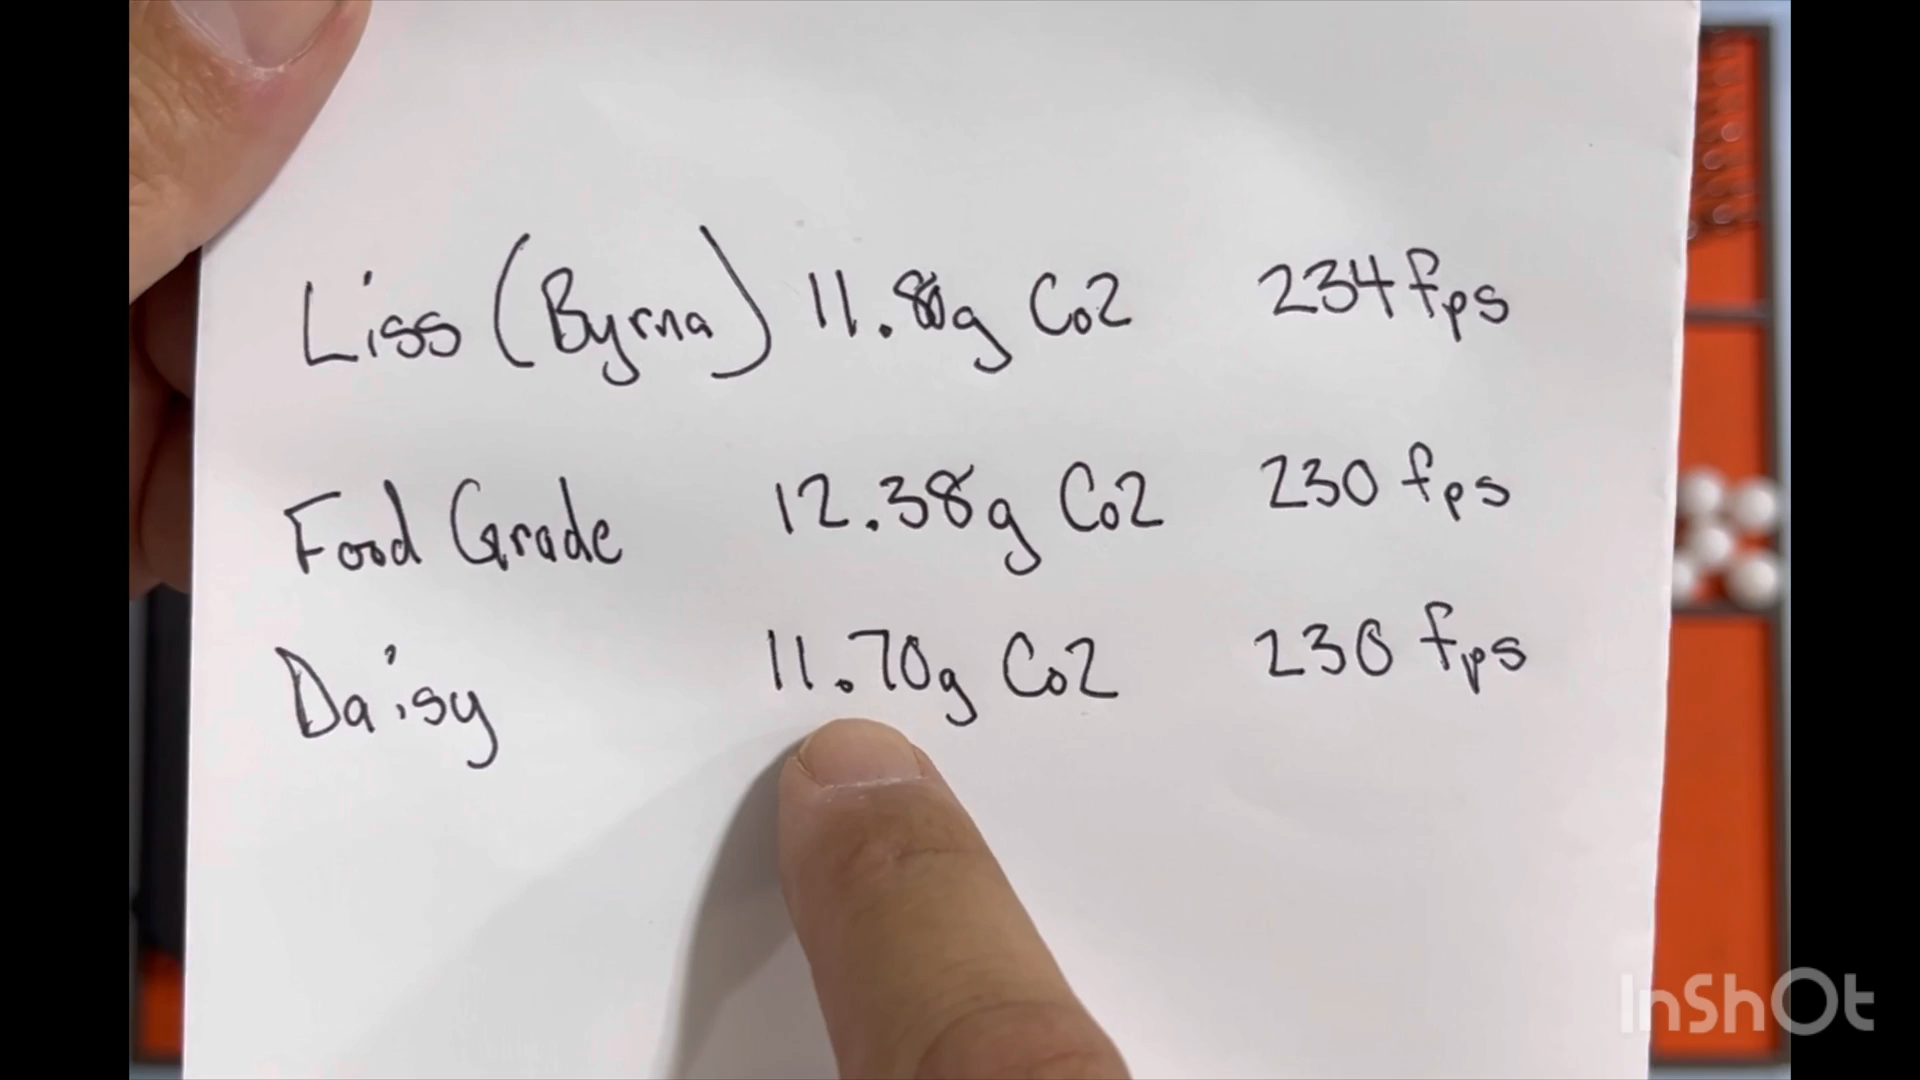 Liss (Byrna) 11.80g Co2 234 fps
Food Grade 12.38g Co2 230 fps
Daisy 11.70g Co2 230 fps
InShOt